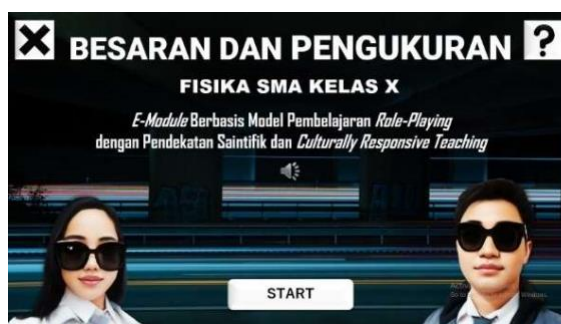 BESARAN DAN PENGUKURAN ?
FISIKA SMA KELAS X
E-Module Berbasis Model Pembelajaran Role-Playing
dengan Pendekatan Saintifik dan Culturally Responsive Teaching
START
Windows.